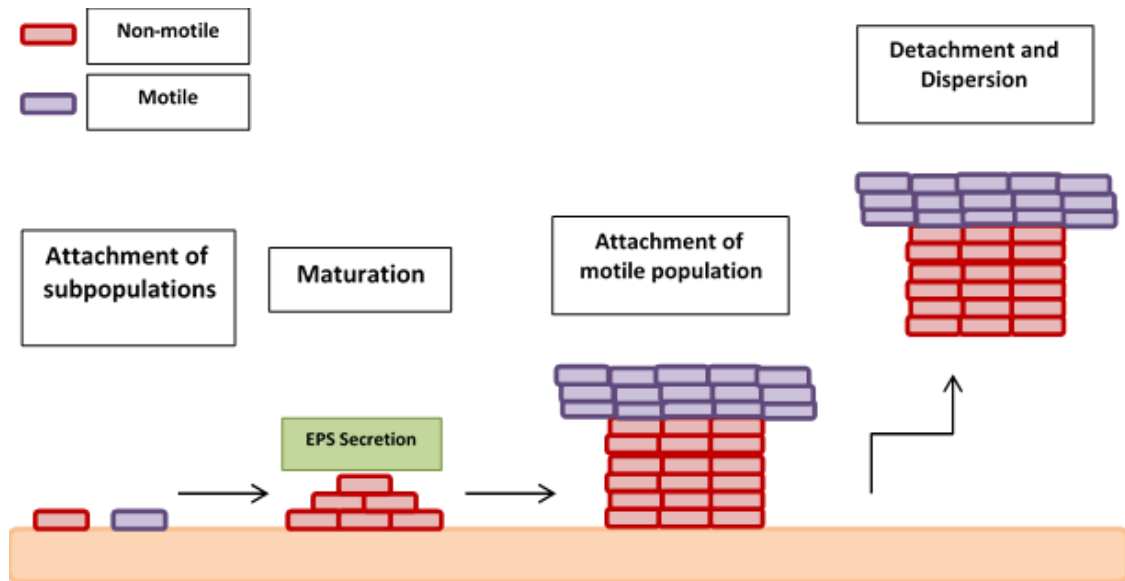 Non-motile
Motile
Detachment and
Dispersion
Attachment of
subpopulations
Maturation
Attachment of
motile population
EPS Secretion